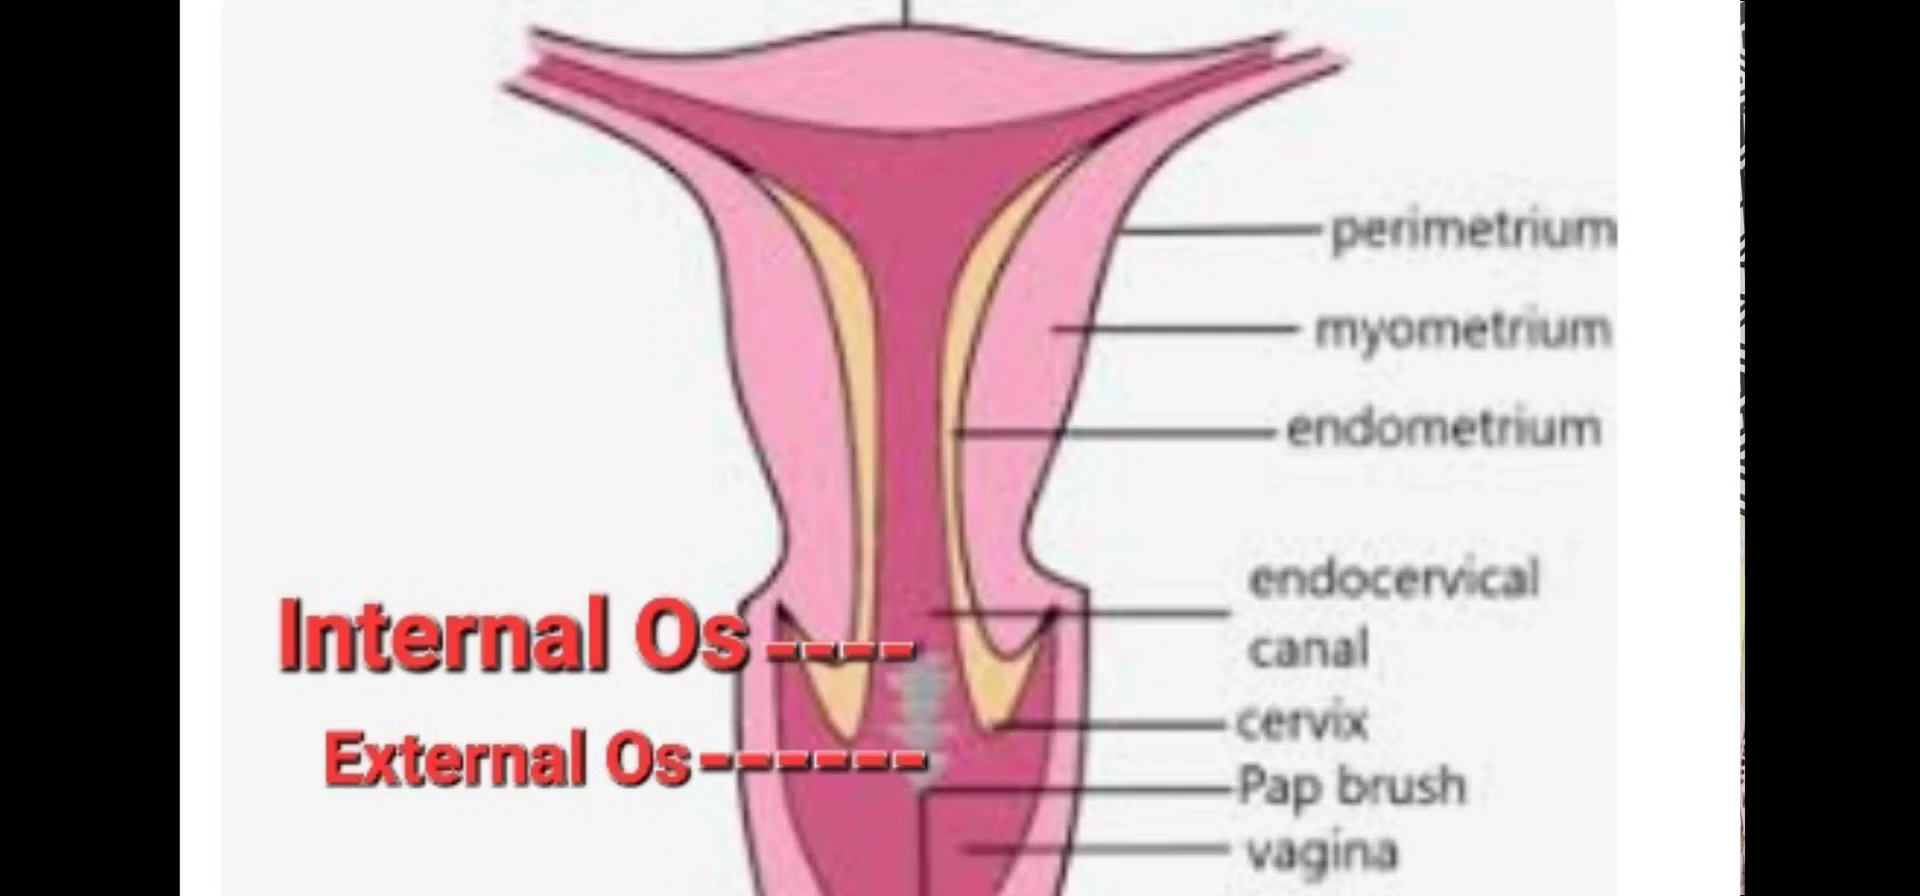 perimetrium
myometrium
endometrium
endocervical
canal
Internal Os
cervix
External Os
Pap brush
vagina